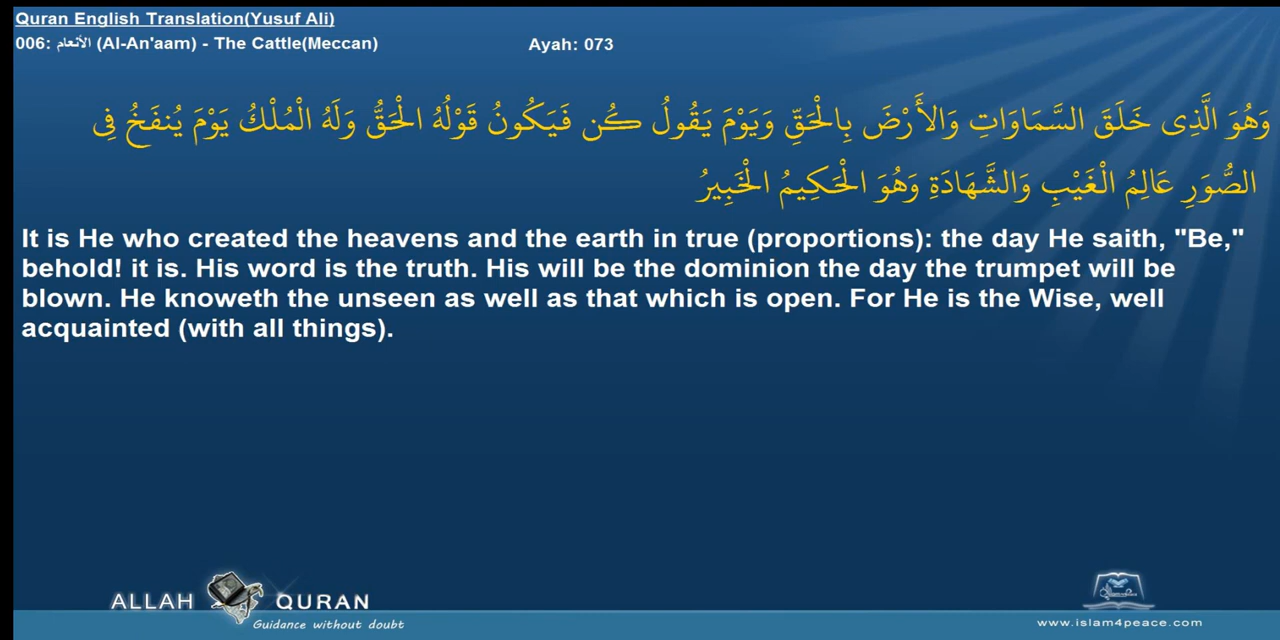 Quran English Translation(Yusuf Ali)
006: الأنعام (Al-An'aam) - The Cattle(Meccan) Ayah: 073
وَهُوَ الَّذِى خَلَقَ السَّمَاوَاتِ وَالأَرْضَ بِالْحَقِّ وَيَوْمَ يَقُولُ كُن فَيَكُونُ قَوْلُهُ الْحَقُّ وَلَهُ الْمُلْكُ يَوْمَ يُنفَخُ فِى
الصُّوَرِ عَالِمُ الْغَيْبِ وَالشَّهَادَةِ وَهُوَ الْحَكِيمُ الْخَبِيرُ
It is He who created the heavens and the earth in true (proportions): the day He saith, "Be,"
behold! it is. His word is the truth. His will be the dominion the day the trumpet will be
blown. He knoweth the unseen as well as that which is open. For He is the Wise, well
acquainted (with all things).
ALLAH QURAN
Guidance without doubt
www.islam4peace.com